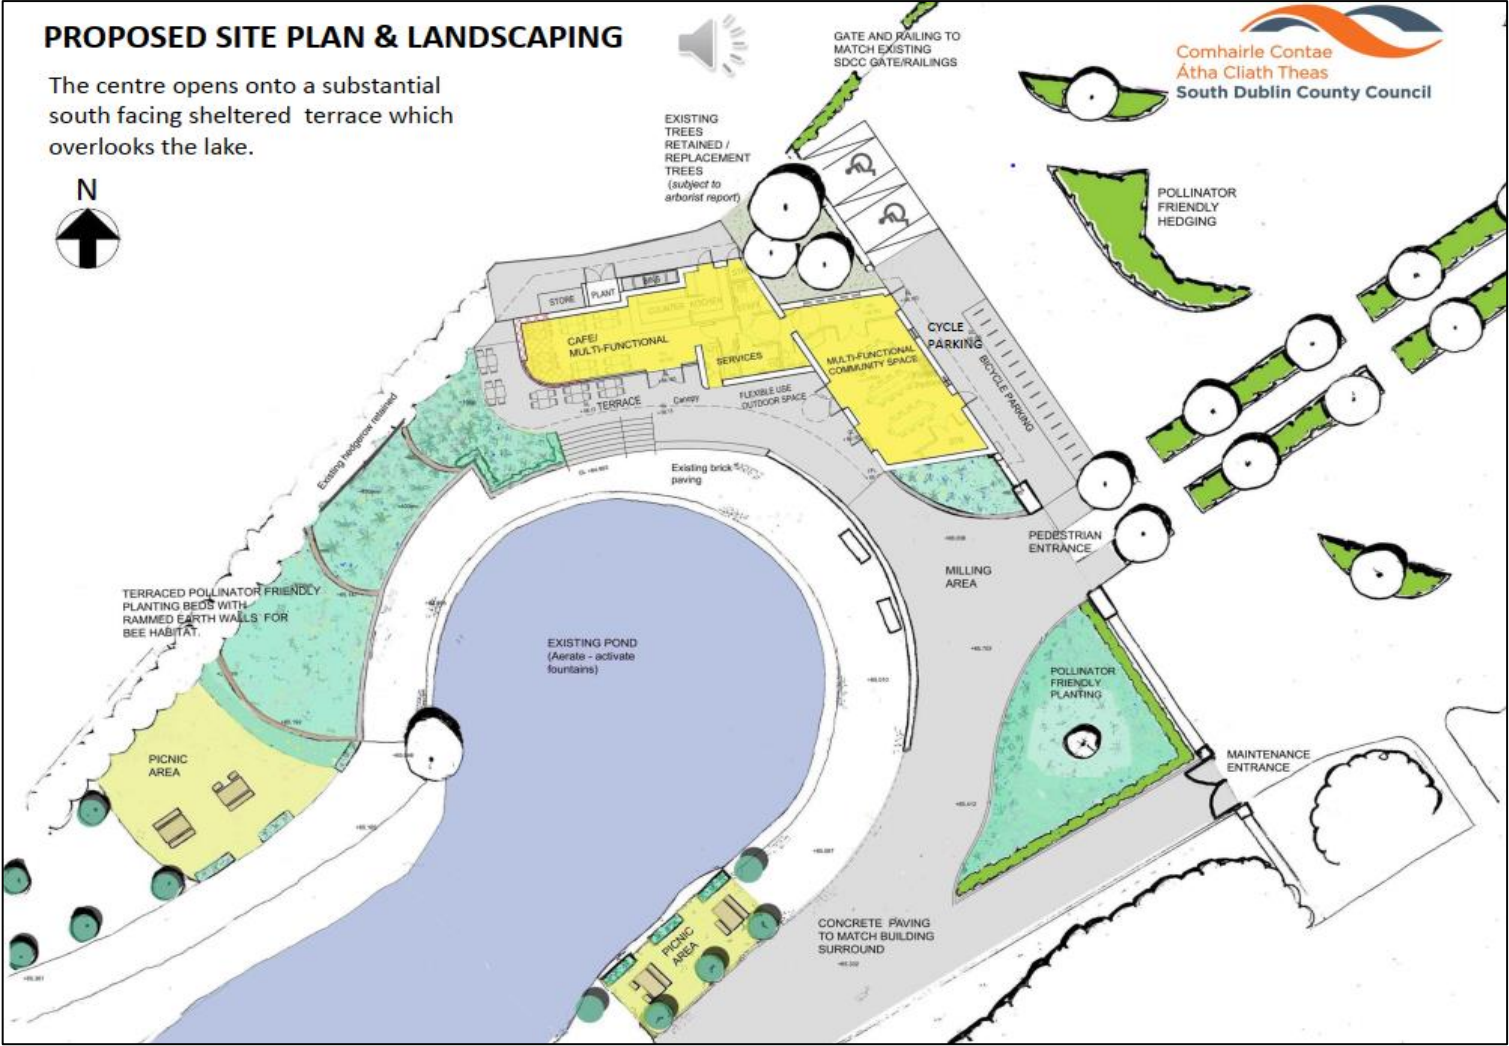 PROPOSED SITE PLAN & LANDSCAPING
The centre opens onto a substantial
south facing sheltered terrace which
overlooks the lake.
N
GATE AND RAILING TO
MATCH EXISTING
SDCC GATE/RAILINGS
Comhairle Contae
Átha Cliath Theas
South Dublin County Council
EXISTING
TREES
RETAINED /
REPLACEMENT
TREES
(subject to
arborist report)
POLLINATOR
FRIENDLY
HEDGING
STORE
PLANT
BINS
COUNTER
KITCHEN
CAFE/
MULTI-FUNCTIONAL
SERVICES
MULTI-FUNCTIONAL
COMMUNITY SPACE
CYCLE
PARKING
BICYCLE PARKING
TERRACE
Canopy
FLEXIBLE USE
OUTDOOR SPACE
Existing hedgerow retained
Existing brick
paving
PEDESTRIAN
ENTRANCE
MILLING
AREA
TERRACED POLLINATOR FRIENDLY
PLANTING BEDS WITH
RAMMED EARTH WALLS FOR
BEE HABITAT.
EXISTING POND
(Aerate - activate
fountains)
POLLINATOR
FRIENDLY
PLANTING
PICNIC
AREA
MAINTENANCE
ENTRANCE
CONCRETE PAVING
TO MATCH BUILDING
SURROUND
PICNIC
AREA